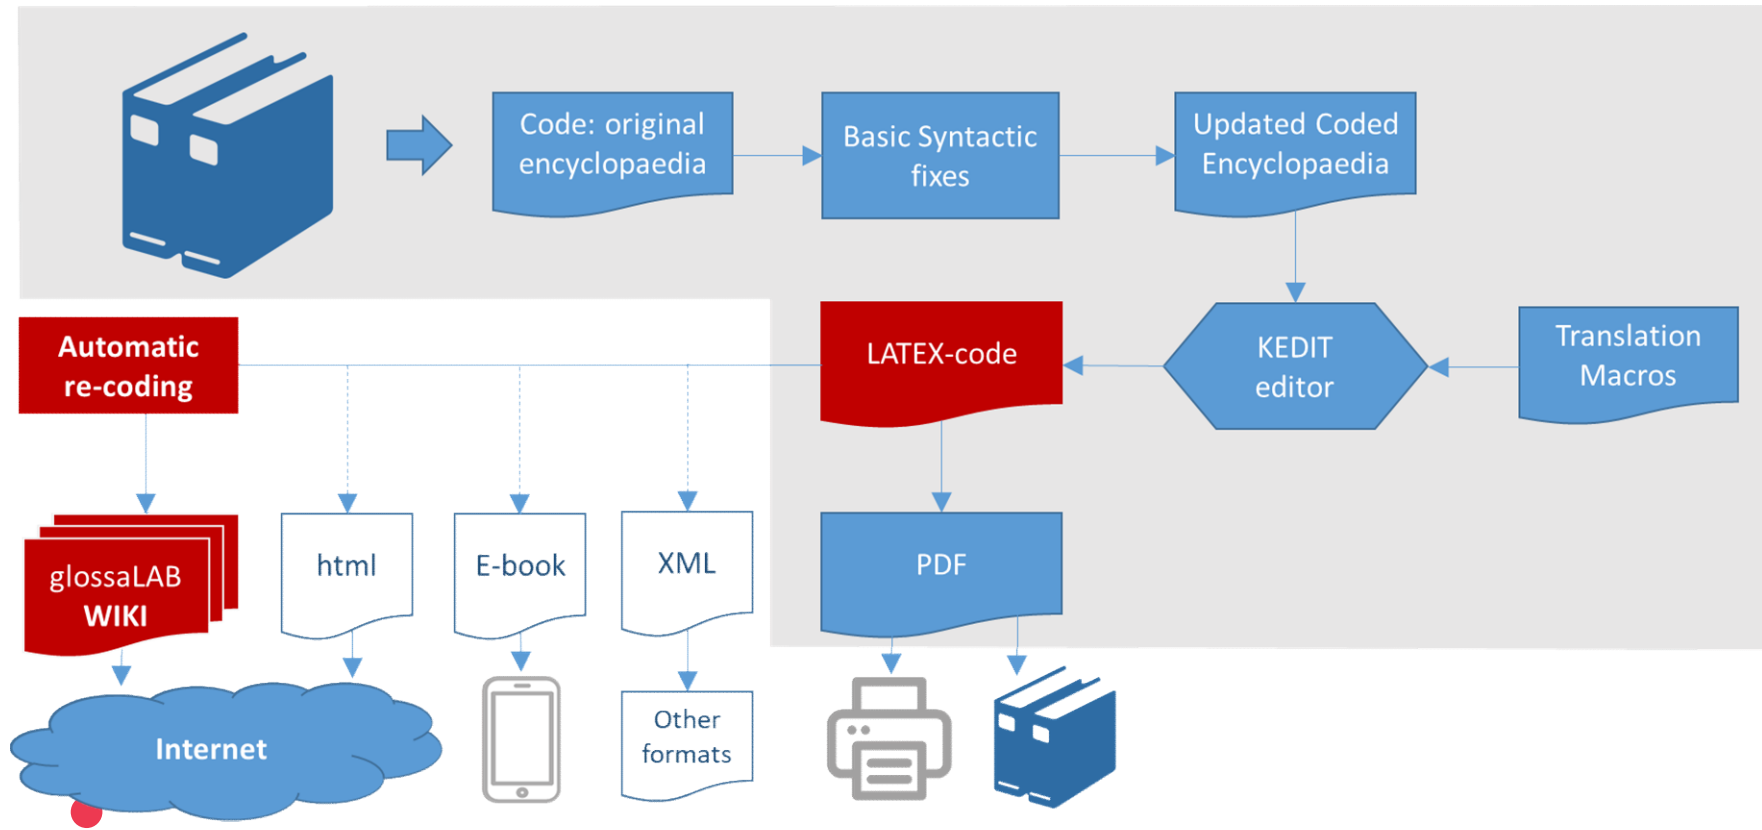 Code: original
encyclopaedia
Basic Syntactic
fixes
Updated Coded
Encyclopaedia
Automatic
re-coding
LATEX-code
KEDIT
editor
Translation
Macros
glossaLAB
WIKI
html
E-book
XML
PDF
Internet
Other
formats